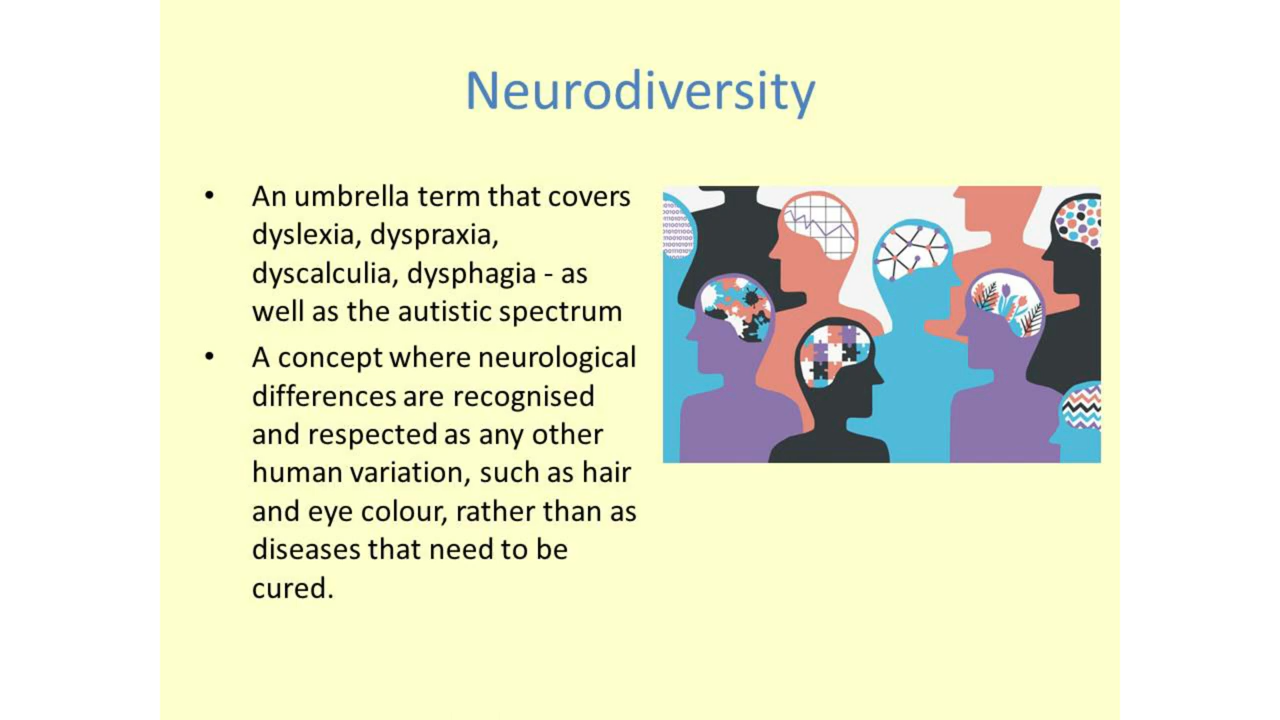 Neurodiversity
• An umbrella term that covers
dyslexia, dyspraxia,
dyscalculia, dysphagia - as
well as the autistic spectrum
• A concept where neurological
differences are recognised
and respected as any other
human variation, such as hair
and eye colour, rather than as
diseases that need to be
cured.